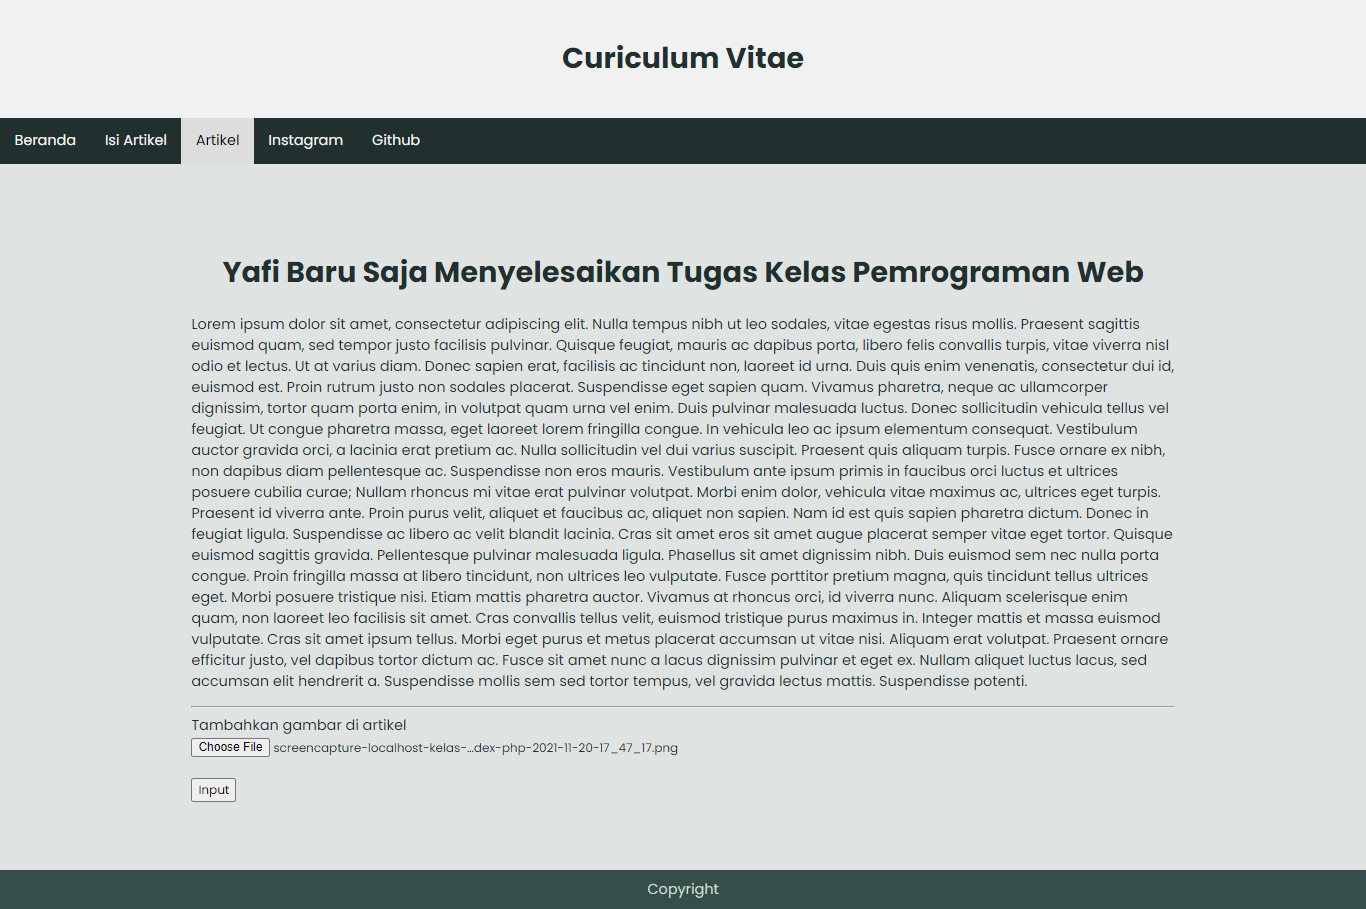 Curiculum Vitae
Beranda Isi Artikel Artikel Instagram Github
Yafi Baru Saja Menyelesaikan Tugas Kelas Pemrograman Web
Lorem ipsum dolor sit amet, consectetur adipiscing elit. Nulla tempus nibh ut leo sodales, vitae egestas risus mollis. Praesent sagittis
euismod quam, sed tempor justo facilisis pulvinar. Quisque feugiat, mauris ac dapibus porta, libero felis convallis turpis, vitae viverra nisl
odio et lectus. Ut at varius diam. Donec sapien erat, facilisis ac tincidunt non, laoreet id urna. Duis quis enim venenatis, consectetur dui id,
euismod est. Proin rutrum justo non sodales placerat. Suspendisse eget sapien quam. Vivamus pharetra, neque ac ullamcorper
dignissim, tortor quam porta enim, in volutpat quam urna vel enim. Duis pulvinar malesuada luctus. Donec sollicitudin vehicula tellus vel
feugiat. Ut congue pharetra massa, eget laoreet lorem fringilla congue. In vehicula leo ac ipsum elementum consequat. Vestibulum
auctor gravida orci, a lacinia erat pretium ac. Nulla sollicitudin vel dui varius suscipit. Praesent quis aliquam turpis. Fusce ornare ex nibh,
non dapibus diam pellentesque ac. Suspendisse non eros mauris. Vestibulum ante ipsum primis in faucibus orci luctus et ultrices
posuere cubilia curae; Nullam rhoncus mi vitae erat pulvinar volutpat. Morbi enim dolor, vehicula vitae maximus ac, ultrices eget turpis.
Praesent id viverra ante. Proin purus velit, aliquet et faucibus ac, aliquet non sapien. Nam id est quis sapien pharetra dictum. Donec in
feugiat ligula. Suspendisse ac libero ac velit blandit lacinia. Cras sit amet eros sit amet augue placerat semper vitae eget tortor. Quisque
euismod sagittis gravida. Pellentesque pulvinar malesuada ligula. Phasellus sit amet dignissim nibh. Duis euismod sem nec nulla porta
congue. Proin fringilla massa at libero tincidunt, non ultrices leo vulputate. Fusce porttitor pretium magna, quis tincidunt tellus ultrices
eget. Morbi posuere tristique nisi. Etiam mattis pharetra auctor. Vivamus at rhoncus orci, id viverra nunc. Aliquam scelerisque enim
quam, non laoreet leo facilisis sit amet. Cras convallis tellus velit, euismod tristique purus maximus in. Integer mattis et massa euismod
vulputate. Cras sit amet ipsum tellus. Morbi eget purus et metus placerat accumsan ut vitae nisi. Aliquam erat volutpat. Praesent ornare
efficitur justo, vel dapibus tortor dictum ac. Fusce sit amet nunc a lacus dignissim pulvinar et eget ex. Nullam aliquet luctus lacus, sed
accumsan elit hendrerit a. Suspendisse mollis sem sed tortor tempus, vel gravida lectus mattis. Suspendisse potenti.
Tambahkan gambar di artikel
Choose File screencapture-localhost-kelas-...dex-php-2021-11-20-17_47_17.png
Input
Copyright